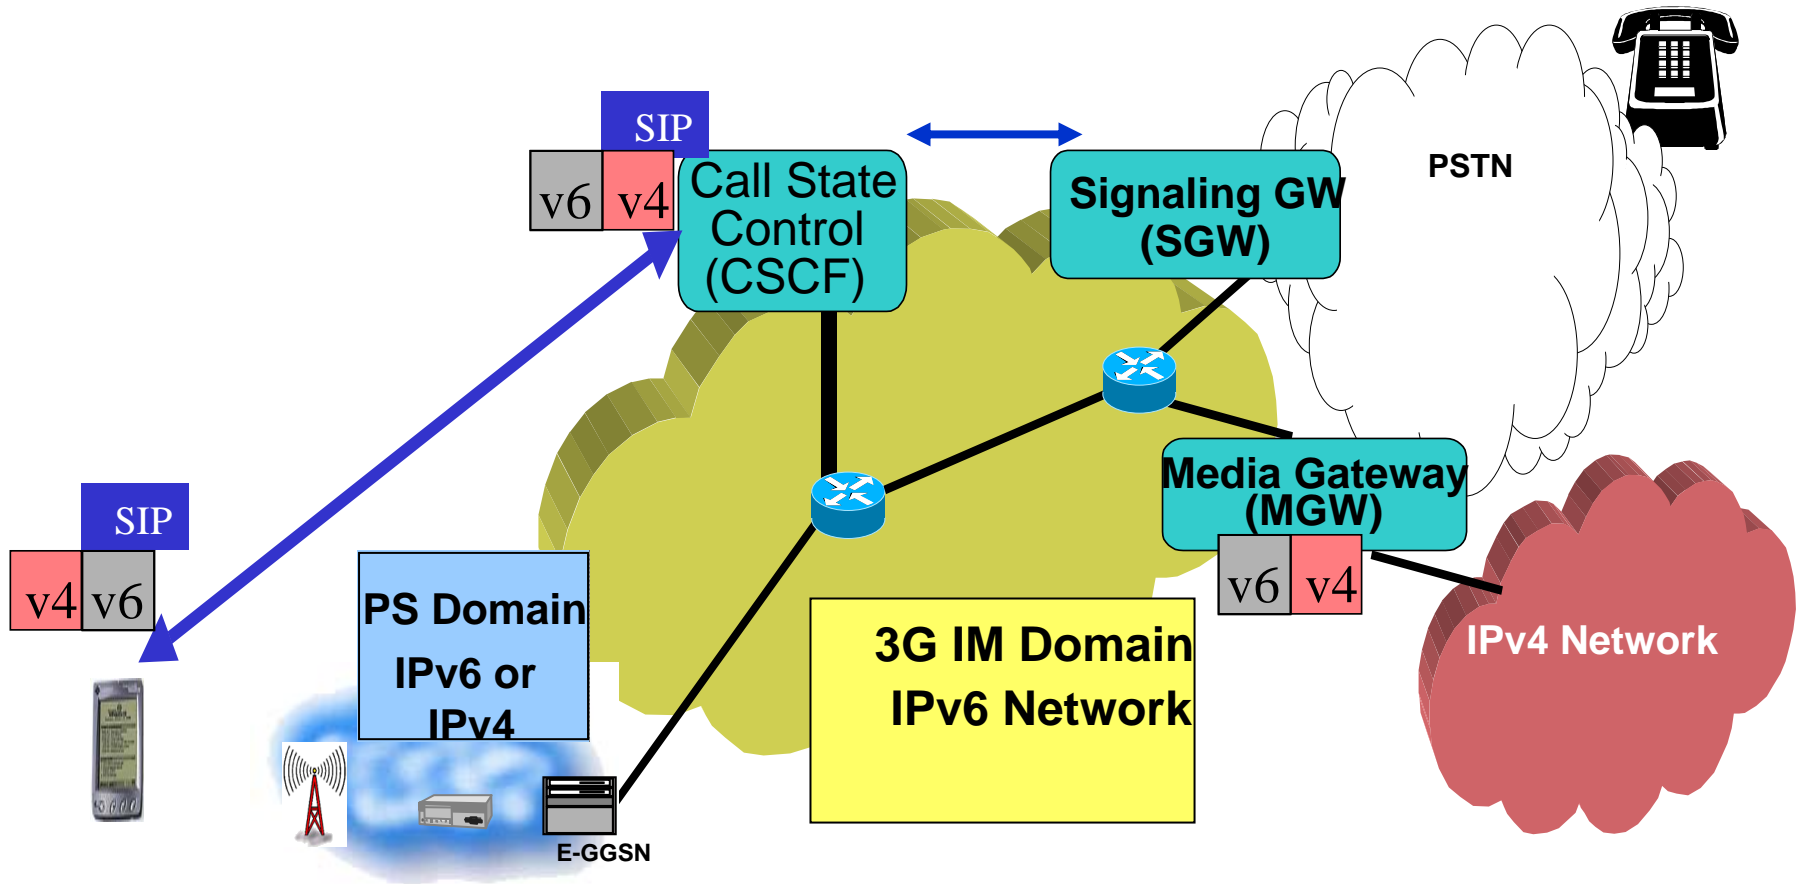 SIP
v6 v4
Call State
Control
(CSCF)
Signaling GW
(SGW)
PSTN
Media Gateway
(MGW)
v6 v4
IPv4 Network
SIP
v4 v6
PS Domain
IPv6 or
IPv4
3G IM Domain
IPv6 Network
E-GGSN